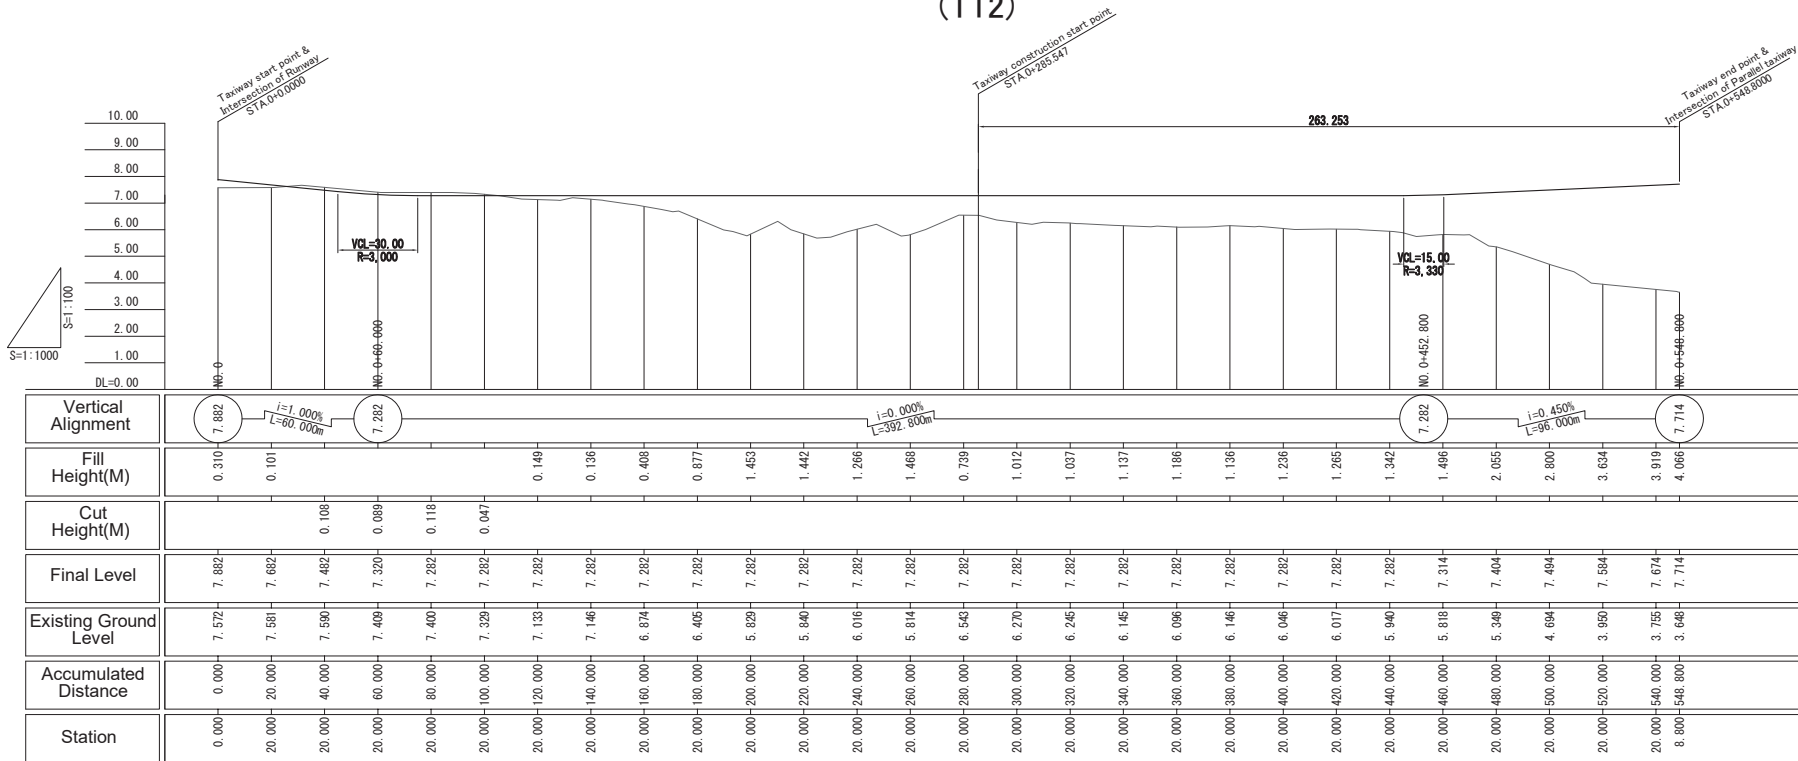 (TT2)
Taxiway start point &
Intersection of Runway
STA.0+0.0000
Taxiway construction start point
STA.0+285.547
Taxiway end point &
Intersection of Parallel taxiway
STA.0+548.8000
263.253
10.00
9.00
8.00
7.00
6.00
5.00
4.00
3.00
2.00
1.00
DL=0.00
S=1:100
S=1:1000
VCL=30.00
R=3,000
VCL=15.00
R=3,330
NO.0
NO.0+60.000
NO.0+452.800
NO.0+548.800
Vertical
Alignment
7.882
i=1.000%
L=60.000m
7.282
i=0.000%
L=392.800m
7.282
i=0.450%
L=96.000m
7.714
Fill
Height(M)
0.310 0.101 0.149 0.136 0.408 0.877 1.453 1.442 1.266 1.468 0.739 1.012 1.037 1.137 1.186 1.136 1.236 1.265 1.342 1.496 2.055 2.800 3.634 3.919 4.066
Cut
Height(M)
0.108 0.089 0.118 0.047
Final Level
7.882 7.682 7.482 7.320 7.282 7.282 7.282 7.282 7.282 7.282 7.282 7.282 7.282 7.282 7.282 7.282 7.282 7.282 7.282 7.282 7.282 7.282 7.282 7.314 7.404 7.494 7.584 7.674 7.714
Existing Ground
Level
7.572 7.581 7.590 7.409 7.400 7.329 7.133 7.146 6.874 6.405 5.829 5.840 6.016 5.814 6.543 6.270 6.245 6.145 6.096 6.146 6.046 6.017 5.940 5.818 5.349 4.694 3.950 3.755 3.648
Accumulated
Distance
0.000 20.000 40.000 60.000 80.000 100.000 120.000 140.000 160.000 180.000 200.000 220.000 240.000 260.000 280.000 300.000 320.000 340.000 360.000 380.000 400.000 420.000 440.000 460.000 480.000 500.000 520.000 540.000 548.800
Station
0.000 20.000 20.000 20.000 20.000 20.000 20.000 20.000 20.000 20.000 20.000 20.000 20.000 20.000 20.000 20.000 20.000 20.000 20.000 20.000 20.000 20.000 20.000 20.000 20.000 20.000 20.000 20.000 8.800